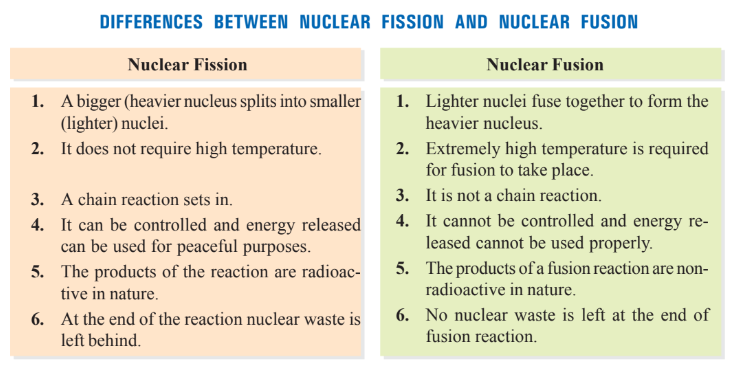 DIFFERENCES BETWEEN NUCLEAR FISSION AND NUCLEAR FUSION
Nuclear Fission
1. A bigger (heavier nucleus splits into smaller
(lighter) nuclei.
2. It does not require high temperature.
3. A chain reaction sets in.
4. It can be controlled and energy released
can be used for peaceful purposes.
5. The products of the reaction are radioac-
tive in nature.
6. At the end of the reaction nuclear waste is
left behind.
Nuclear Fusion
1. Lighter nuclei fuse together to form the
heavier nucleus.
2. Extremely high temperature is required
for fusion to take place.
3. It is not a chain reaction.
4. It cannot be controlled and energy re-
leased cannot be used properly.
5. The products of a fusion reaction are non-
radioactive in nature.
6. No nuclear waste is left at the end of
fusion reaction.